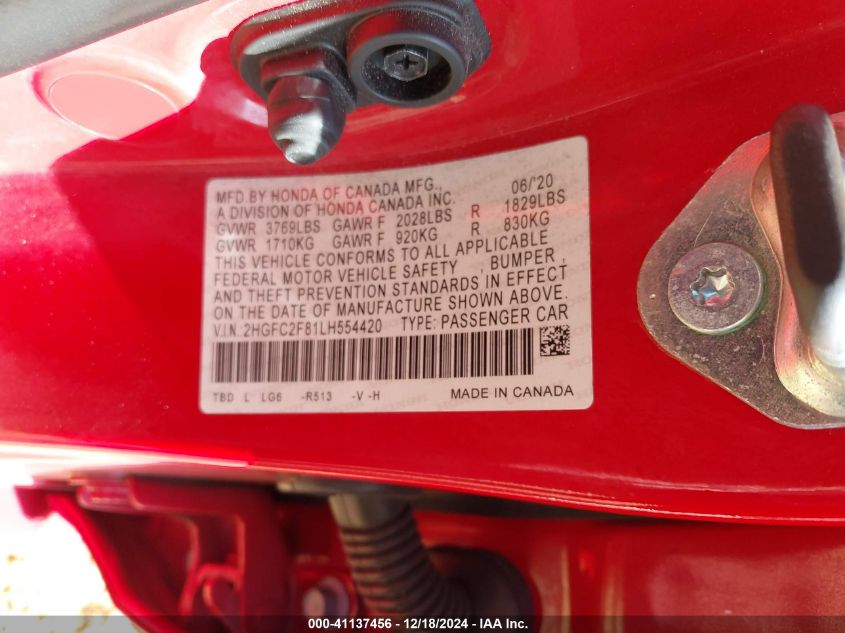 MFD.BY HONDA OF CANADA MFG., 06/'20
A DIVISION OF HONDA CANADA INC.
GVWR 3769LBS GAWR F 2028LBS R 1829LBS
GVWR 1710KG GAWR F 920KG R 830KG
THIS VEHICLE CONFORMS TO ALL APPLICABLE
FEDERAL MOTOR VEHICLE SAFETY , BUMPER ,
AND THEFT PREVENTION STANDARDS IN EFFECT
ON THE DATE OF MANUFACTURE SHOWN ABOVE.
V.I.N. 2HGFC2F81LH554420 TYPE: PASSENGER CAR
TBD L LG6 -R513 -V -H MADE IN CANADA
000-41137456 - 12/18/2024 - IAA Inc.